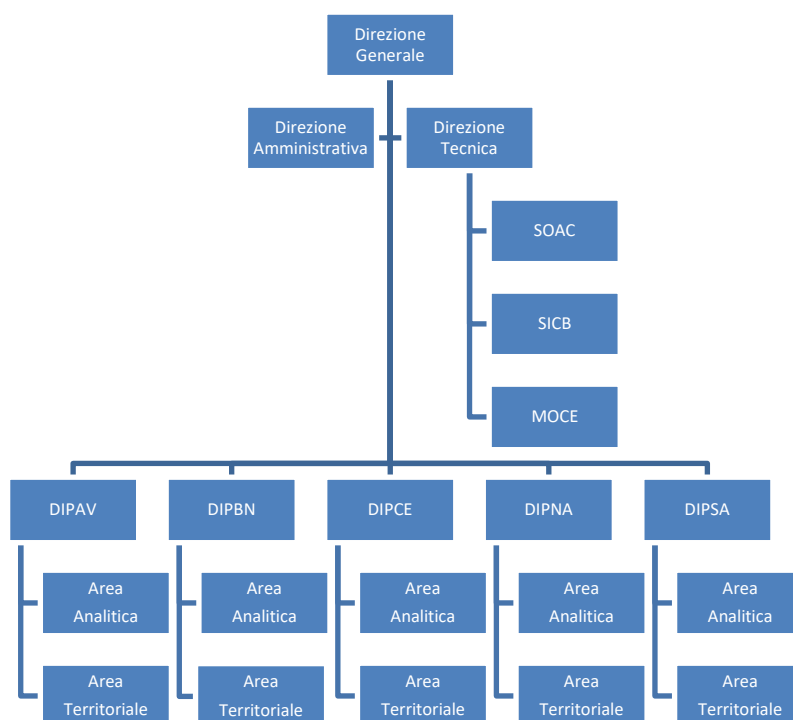 Direzione
Generale
Direzione
Amministrativa
Direzione
Tecnica
SOAC
SICB
MOCE
DIPAV
DIPBN
DIPCE
DIPNA
DIPSA
Area
Analitica
Area
Analitica
Area
Analitica
Area
Analitica
Area
Analitica
Area
Territoriale
Area
Territoriale
Area
Territoriale
Area
Territoriale
Area
Territoriale